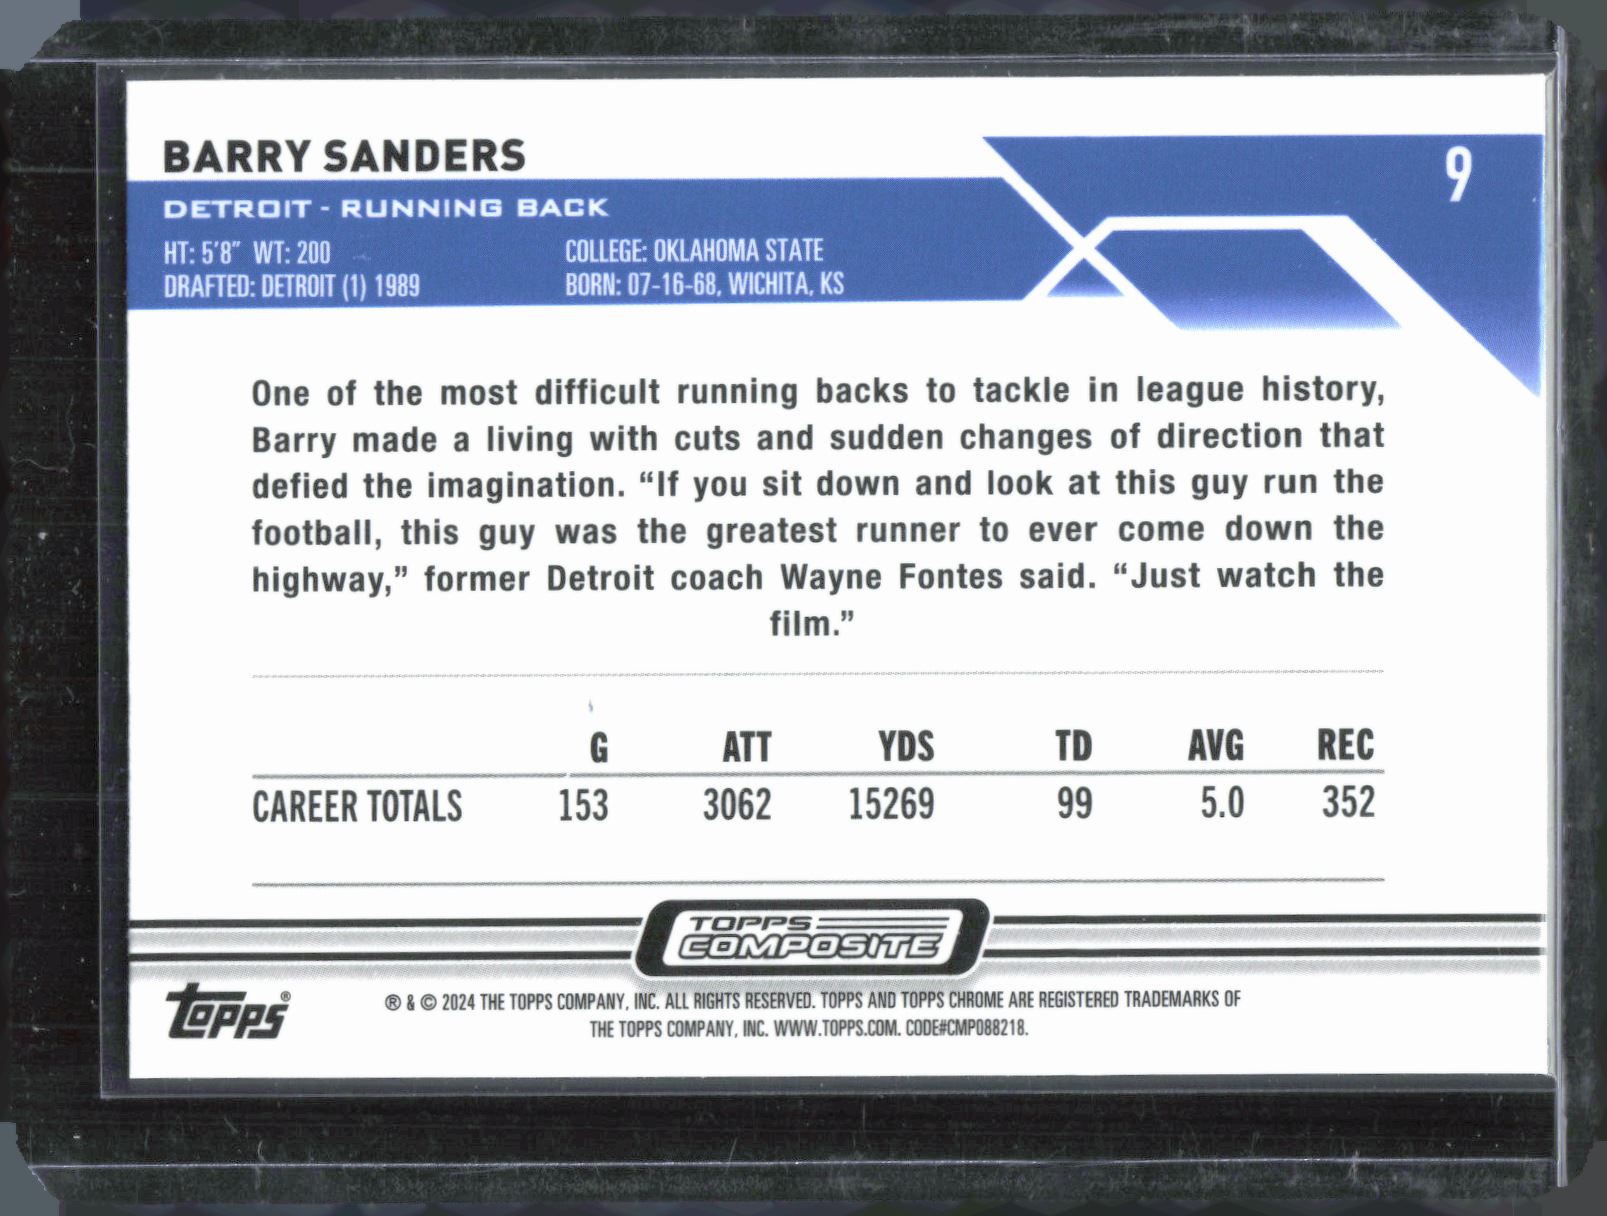 BARRY SANDERS
9
DETROIT - RUNNING BACK
HT: 5'8" WT: 200
COLLEGE: OKLAHOMA STATE
DRAFTED: DETROIT (1) 1989
BORN: 07-16-68, WICHITA, KS
One of the most difficult running backs to tackle in league history,
Barry made a living with cuts and sudden changes of direction that
defied the imagination. “If you sit down and look at this guy run the
football, this guy was the greatest runner to ever come down the
highway,” former Detroit coach Wayne Fontes said. “Just watch the
film.”
G ATT YDS TD AVG REC
CAREER TOTALS 153 3062 15269 99 5.0 352
TOPPS
COMPOSITE
topps®
® & © 2024 THE TOPPS COMPANY, INC. ALL RIGHTS RESERVED. TOPPS AND TOPPS CHROME ARE REGISTERED TRADEMARKS OF
THE TOPPS COMPANY, INC. WWW.TOPPS.COM. CODE#CMP088218.